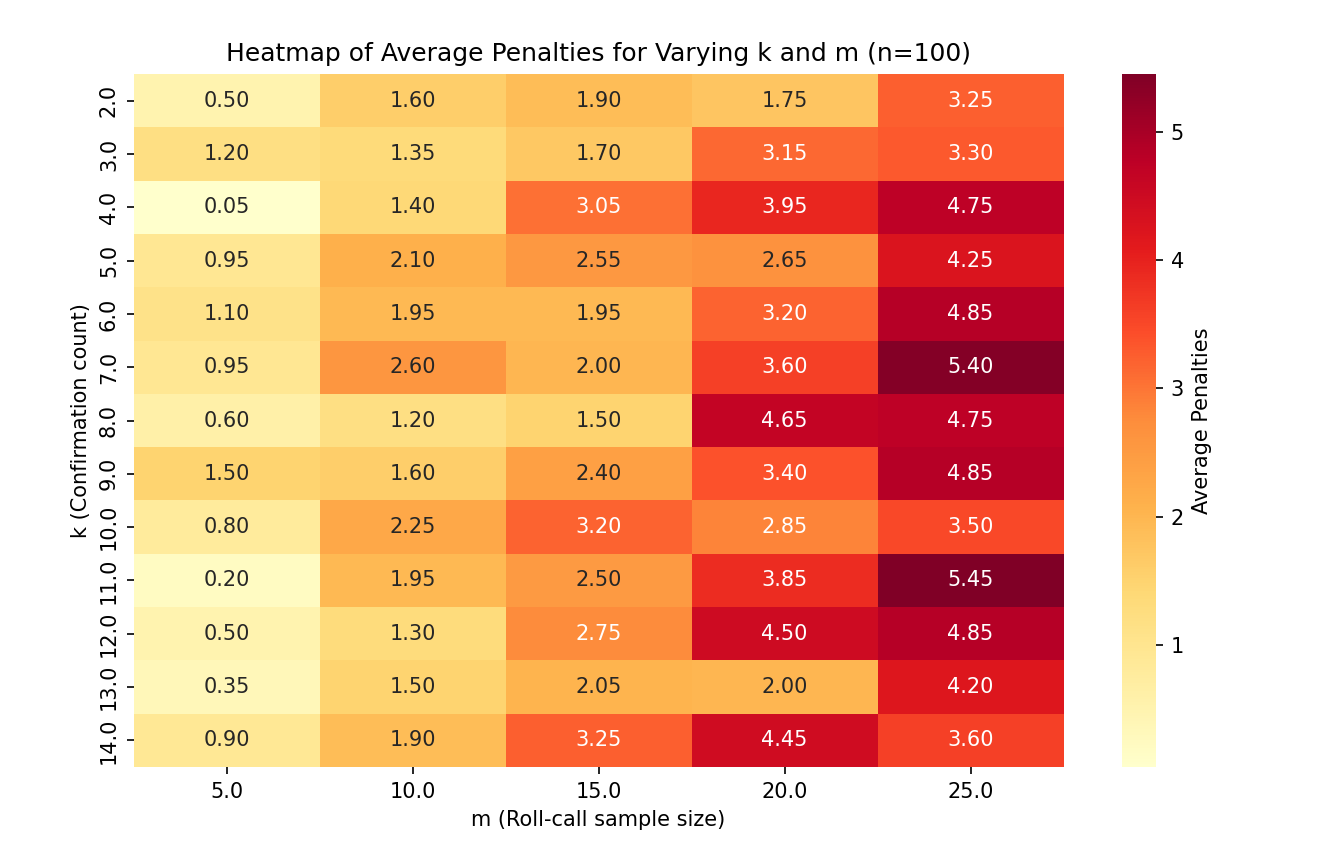 Heatmap of Average Penalties for Varying k and m (n=100)
2.0 0.50 1.60 1.90 1.75 3.25
3.0 1.20 1.35 1.70 3.15 3.30
4.0 0.05 1.40 3.05 3.95 4.75
5.0 0.95 2.10 2.55 2.65 4.25
6.0 1.10 1.95 1.95 3.20 4.85
7.0 0.95 2.60 2.00 3.60 5.40
8.0 0.60 1.20 1.50 4.65 4.75
9.0 1.50 1.60 2.40 3.40 4.85
10.0 0.80 2.25 3.20 2.85 3.50
11.0 0.20 1.95 2.50 3.85 5.45
12.0 0.50 1.30 2.75 4.50 4.85
13.0 0.35 1.50 2.05 2.00 4.20
14.0 0.90 1.90 3.25 4.45 3.60
5.0 10.0 15.0 20.0 25.0
m (Roll-call sample size)
k (Confirmation count)
5
4
3
2
1
Average Penalties